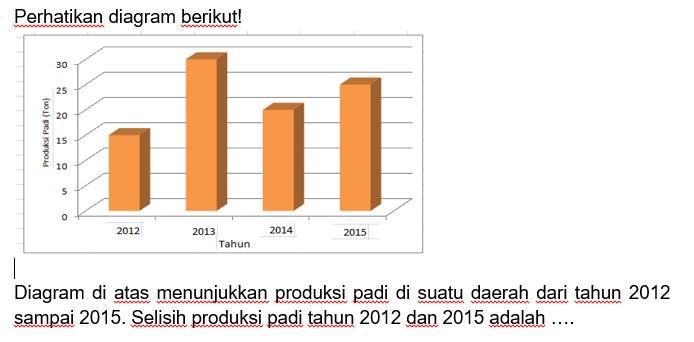 Perhatikan diagram berikut!
Produksi Padi (Ton)
30
25
20
15
10
5
0
2012 2013 2014 2015
Tahun
Diagram di atas menunjukkan produksi padi di suatu daerah dari tahun 2012
sampai 2015. Selisih produksi padi tahun 2012 dan 2015 adalah ....